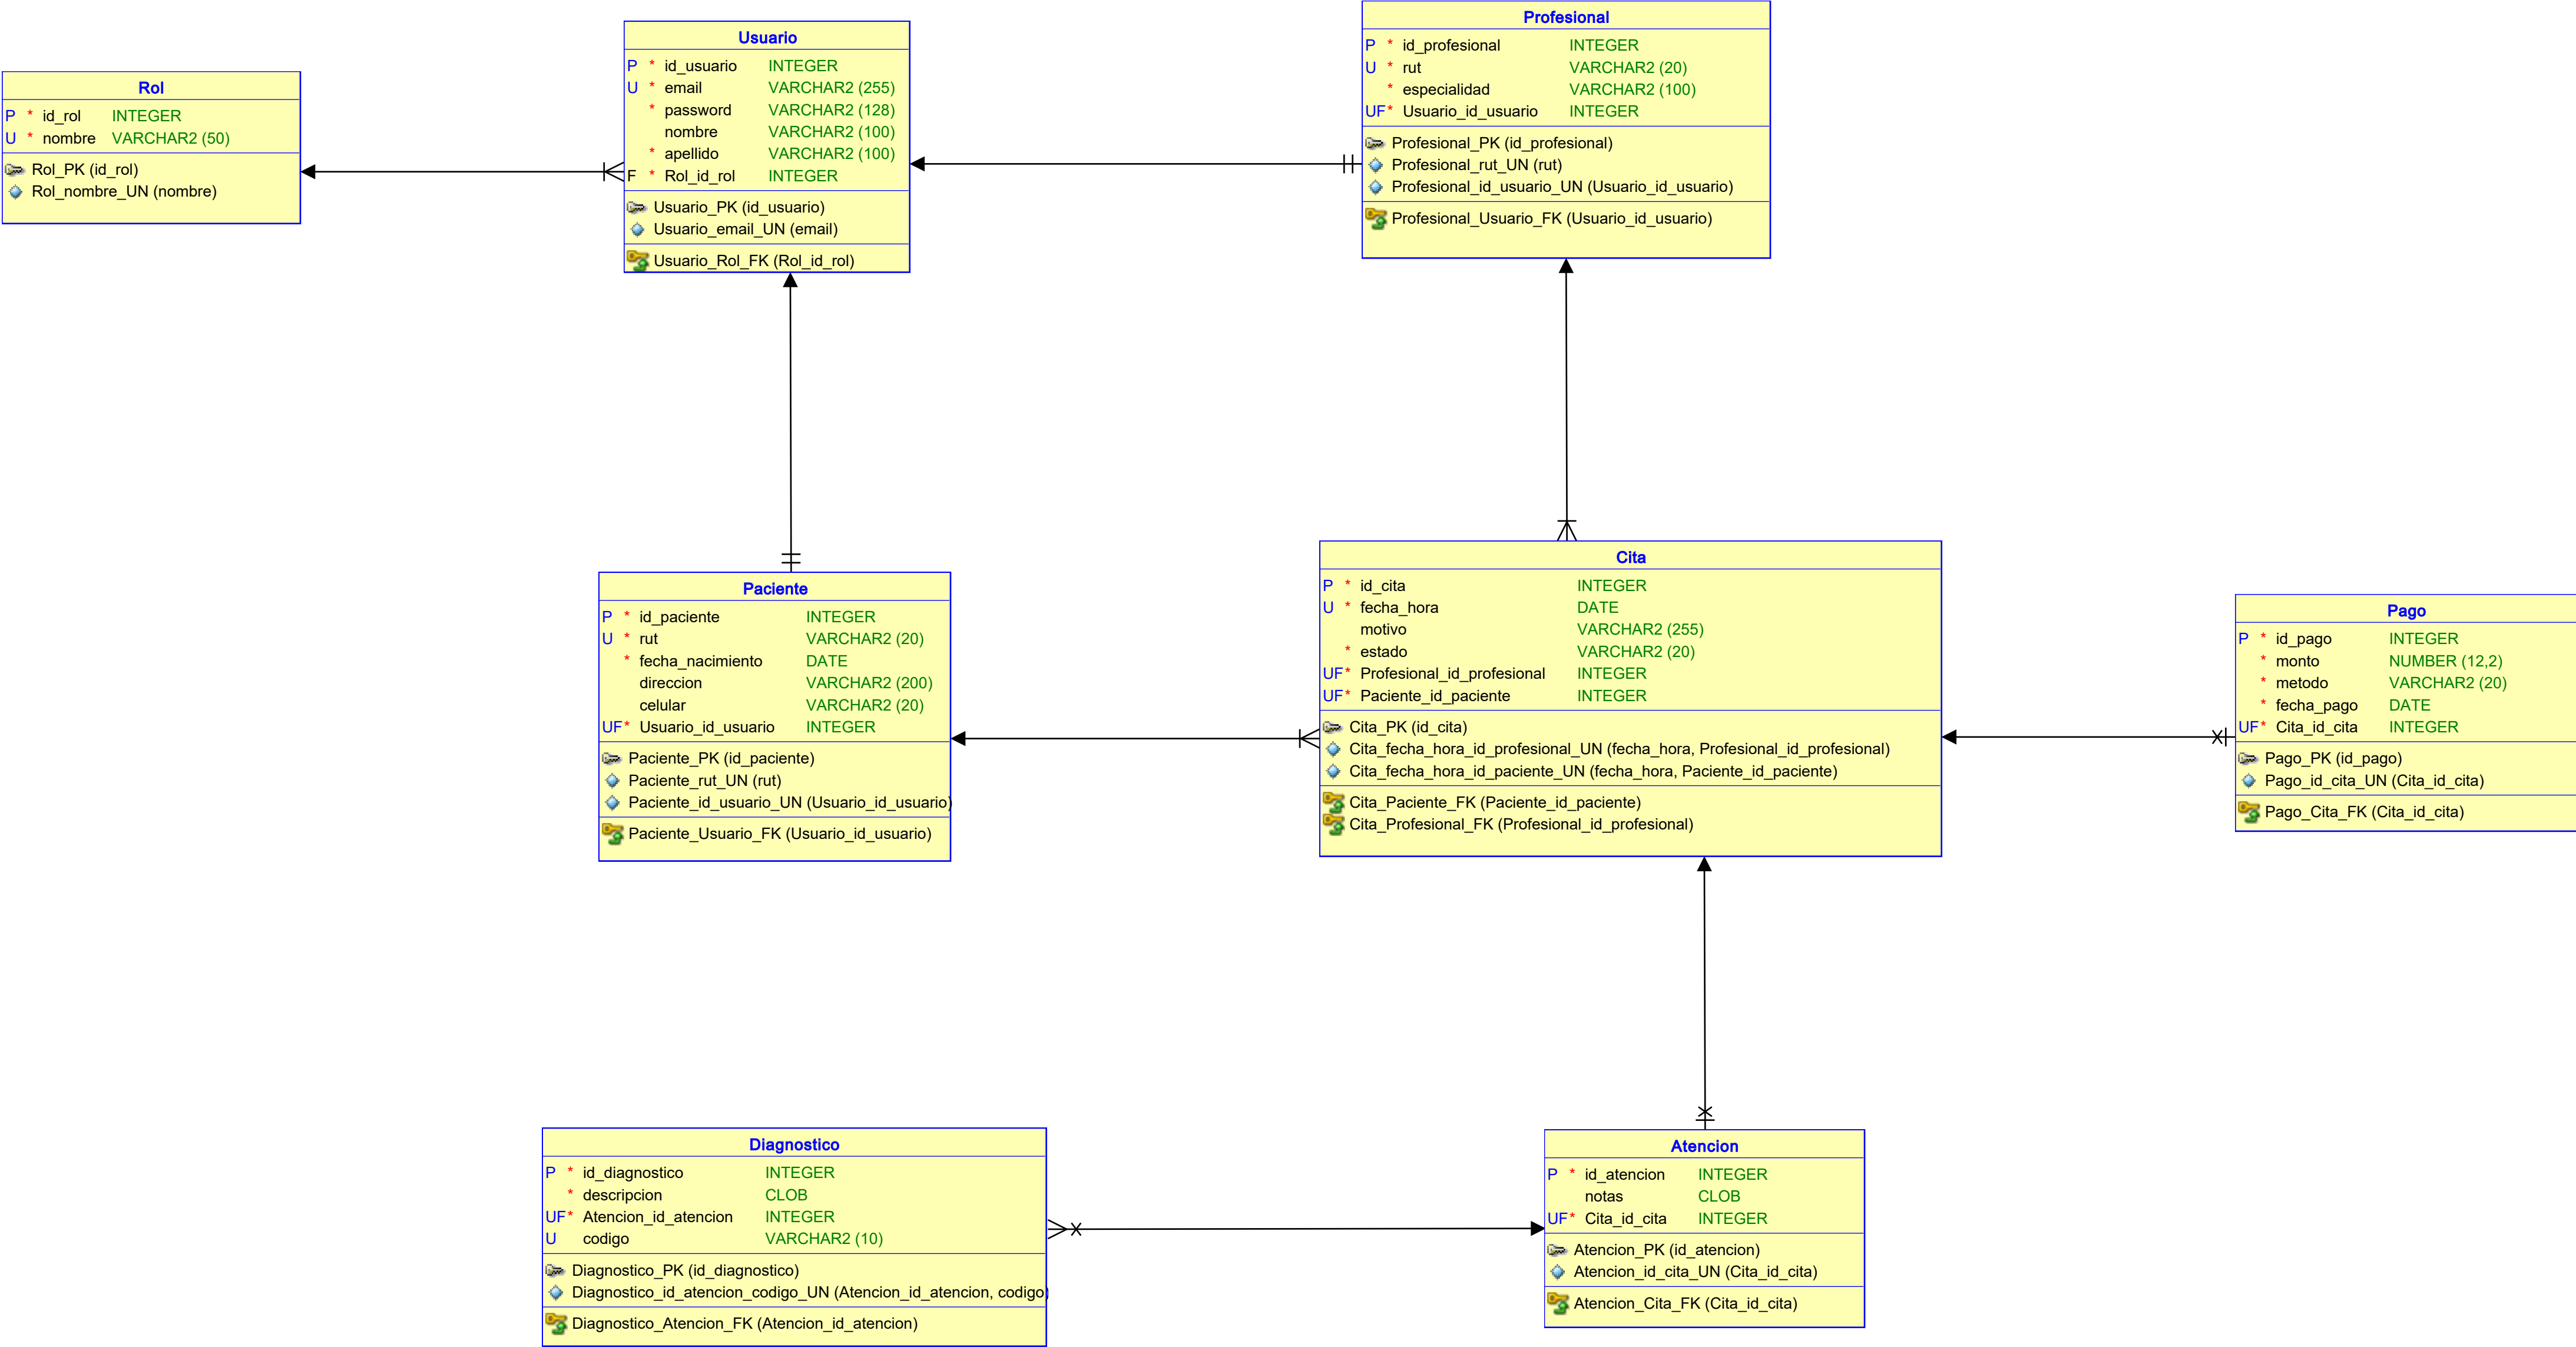 Rol
P * id_rol INTEGER
U * nombre VARCHAR2 (50)
Rol_PK (id_rol)
Rol_nombre_UN (nombre)
Usuario
P * id_usuario INTEGER
U * email VARCHAR2 (255)
* password VARCHAR2 (128)
nombre VARCHAR2 (100)
* apellido VARCHAR2 (100)
F * Rol_id_rol INTEGER
Usuario_PK (id_usuario)
Usuario_email_UN (email)
Usuario_Rol_FK (Rol_id_rol)
Profesional
P * id_profesional INTEGER
U * rut VARCHAR2 (20)
* especialidad VARCHAR2 (100)
UF* Usuario_id_usuario INTEGER
Profesional_PK (id_profesional)
Profesional_rut_UN (rut)
Profesional_id_usuario_UN (Usuario_id_usuario)
Profesional_Usuario_FK (Usuario_id_usuario)
Paciente
P * id_paciente INTEGER
U * rut VARCHAR2 (20)
* fecha_nacimiento DATE
direccion VARCHAR2 (200)
celular VARCHAR2 (20)
UF* Usuario_id_usuario INTEGER
Paciente_PK (id_paciente)
Paciente_rut_UN (rut)
Paciente_id_usuario_UN (Usuario_id_usuario)
Paciente_Usuario_FK (Usuario_id_usuario)
Cita
P * id_cita INTEGER
U * fecha_hora DATE
motivo VARCHAR2 (255)
* estado VARCHAR2 (20)
UF* Profesional_id_profesional INTEGER
UF* Paciente_id_paciente INTEGER
Cita_PK (id_cita)
Cita_fecha_hora_id_profesional_UN (fecha_hora, Profesional_id_profesional)
Cita_fecha_hora_id_paciente_UN (fecha_hora, Paciente_id_paciente)
Cita_Paciente_FK (Paciente_id_paciente)
Cita_Profesional_FK (Profesional_id_profesional)
Pago
P * id_pago INTEGER
* monto NUMBER (12,2)
* metodo VARCHAR2 (20)
* fecha_pago DATE
UF* Cita_id_cita INTEGER
Pago_PK (id_pago)
Pago_id_cita_UN (Cita_id_cita)
Pago_Cita_FK (Cita_id_cita)
Diagnostico
P * id_diagnostico INTEGER
* descripcion CLOB
UF* Atencion_id_atencion INTEGER
U codigo VARCHAR2 (10)
Diagnostico_PK (id_diagnostico)
Diagnostico_id_atencion_codigo_UN (Atencion_id_atencion, codigo)
Diagnostico_Atencion_FK (Atencion_id_atencion)
Atencion
P * id_atencion INTEGER
notas CLOB
UF* Cita_id_cita INTEGER
Atencion_PK (id_atencion)
Atencion_id_cita_UN (Cita_id_cita)
Atencion_Cita_FK (Cita_id_cita)